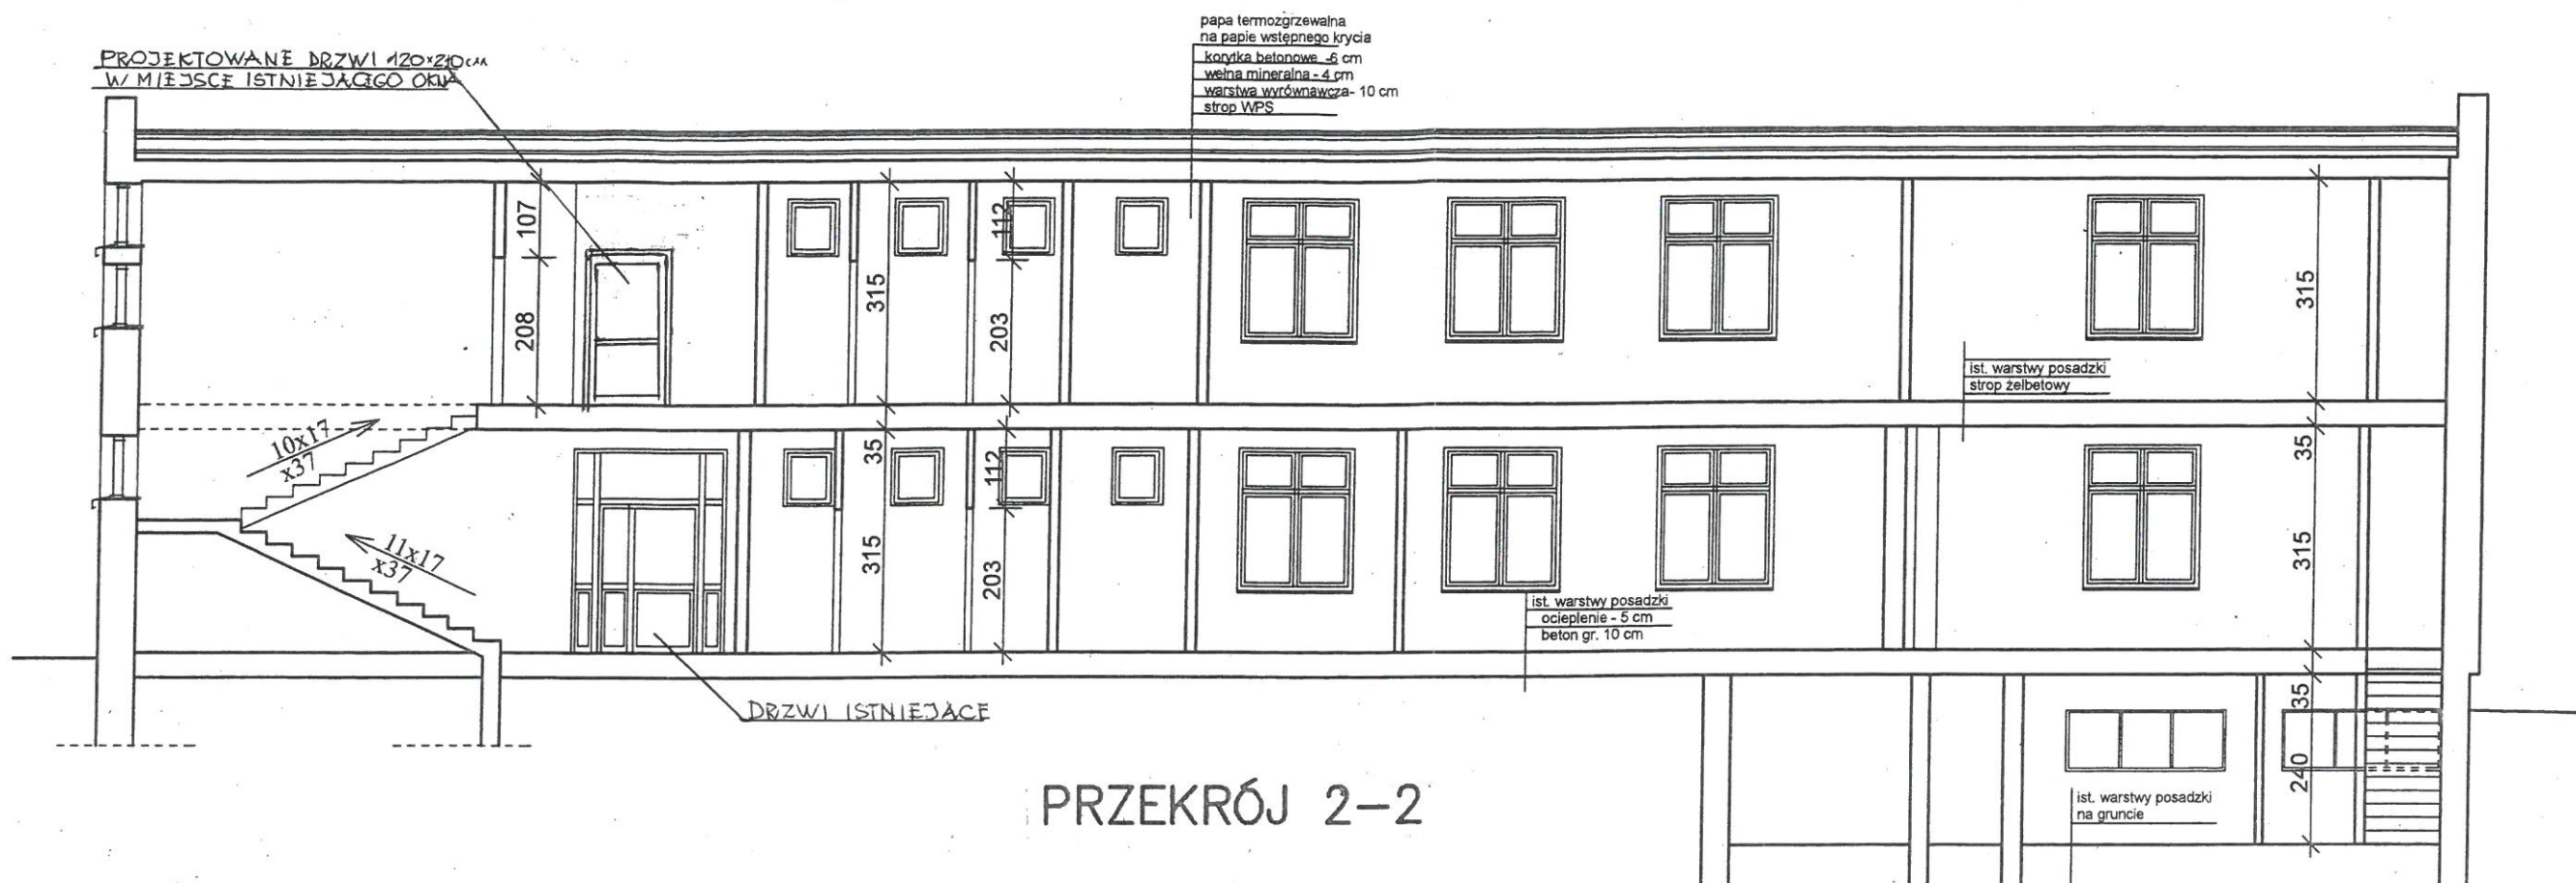 papa termozgrzewalna
na papie wstępnego krycia
korytka betonowe -6 cm
wełna mineralna - 4 cm
warstwa wyrównawcza- 10 cm
strop WPS
PROJEKTOWANE DRZWI 120x210cm
W MIEJSCE ISTNIEJĄCEGO OKNA
107
208
315
112
203
315
ist. warstwy posadzki
strop żelbetowy
10x17
x37
11x17
x37
35
315
112
203
35
315
ist. warstwy posadzki
ocieplenie - 5 cm
beton gr. 10 cm
DRZWI ISTNIEJĄCE
35
240
ist. warstwy posadzki
na gruncie
PRZEKRÓJ 2-2